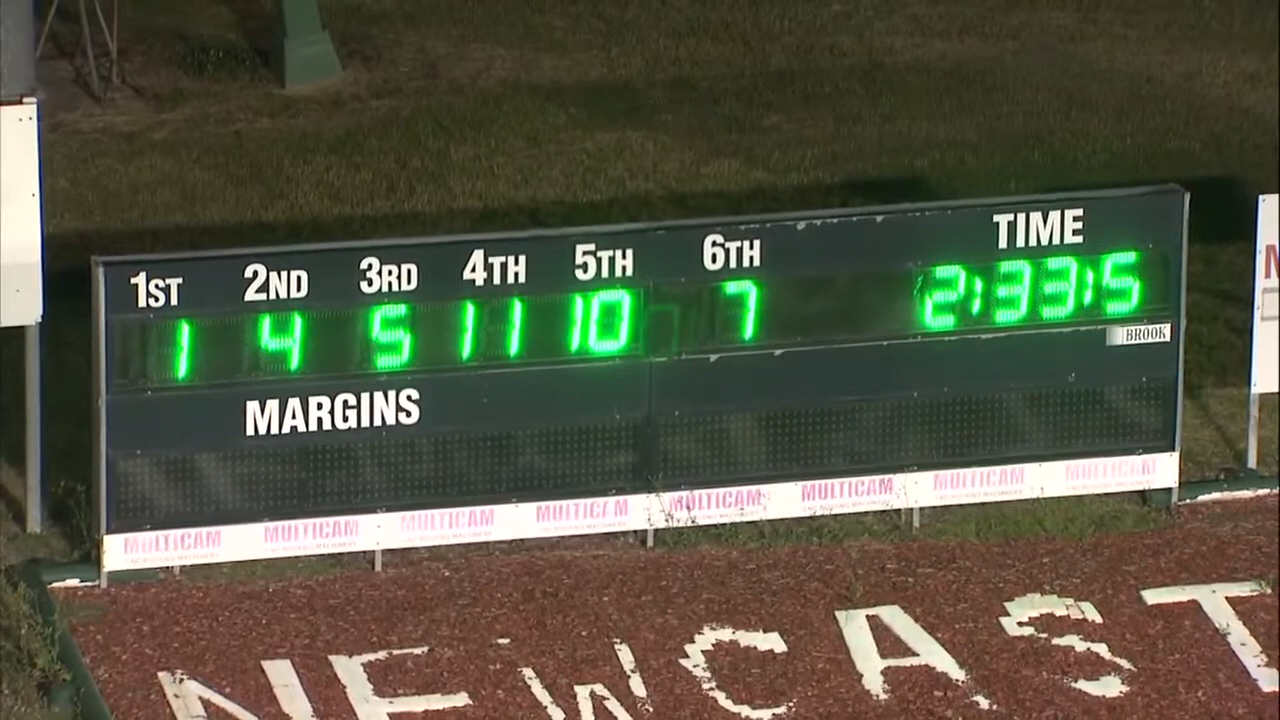 1ST 2ND 3RD 4TH 5TH 6TH TIME
1 4 5 11 10 7 2:33:5
BROOK
MARGINS
MULTICAM MULTICAM MULTICAM MULTICAM MULTICAM MULTICAM MULTICAM MULTICAM
NEWCAST